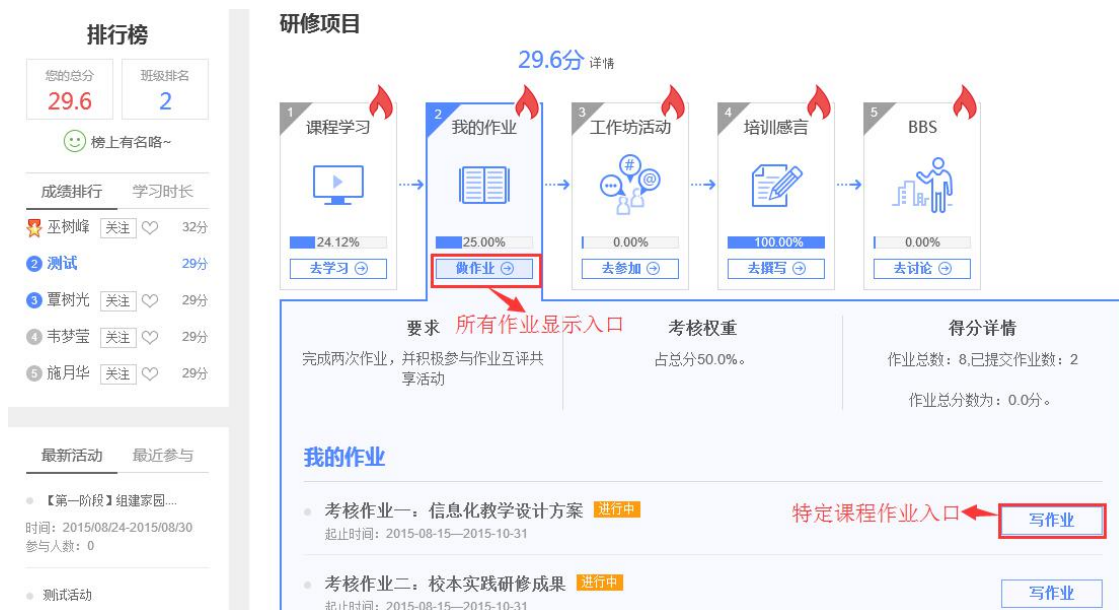 排行榜
您的总分
29.6
班级排名
2
榜上有名咯~
成绩排行 学习时长
巫树峰 关注 32分
2 测试 29分
3 覃树光 关注 29分
4 韦梦莹 关注 29分
5 施月华 关注 29分
最新活动 最近参与
【第一阶段】组建家园....
时间：2015/08/24-2015/08/30
参与人数：0
测试活动
研修项目
29.6分 详情
1
课程学习
24.12%
去学习
2
我的作业
25.00%
做作业
3
工作坊活动
#
@
0.00%
去参加
4
培训感言
100.00%
去撰写
5
BBS
0.00%
去讨论
所有作业显示入口
要求
完成两次作业，并积极参与作业互评共
享活动
考核权重
占总分50.0%。
得分详情
作业总数：8,已提交作业数：2
作业总分数为：0.0分。
我的作业
考核作业一：信息化教学设计方案 进行中
起止时间：2015-08-15—2015-10-31
特定课程作业入口
写作业
考核作业二：校本实践研修成果 进行中
起止时间：2015-08-15—2015-10-31
写作业